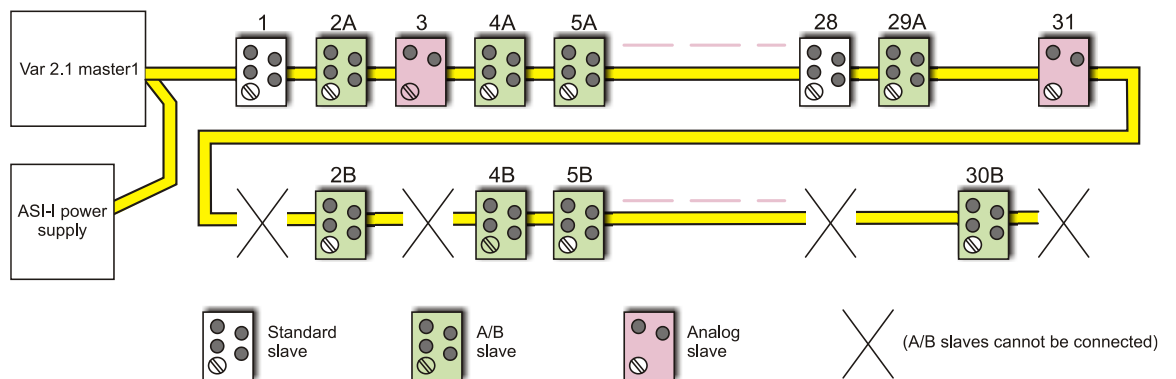 1 2A 3 4A 5A 28 29A 31
Var 2.1 master1
2B 4B 5B 30B
ASI-I power
supply
Standard
slave
A/B
slave
Analog
slave
(A/B slaves cannot be connected)